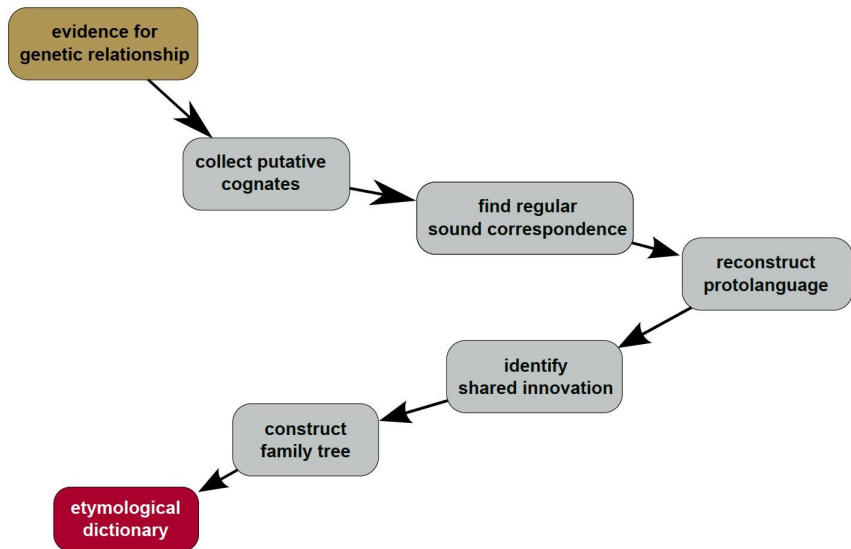 evidence for
genetic relationship
collect putative
cognates
find regular
sound correspondence
reconstruct
protolanguage
identify
shared innovation
construct
family tree
etymological
dictionary